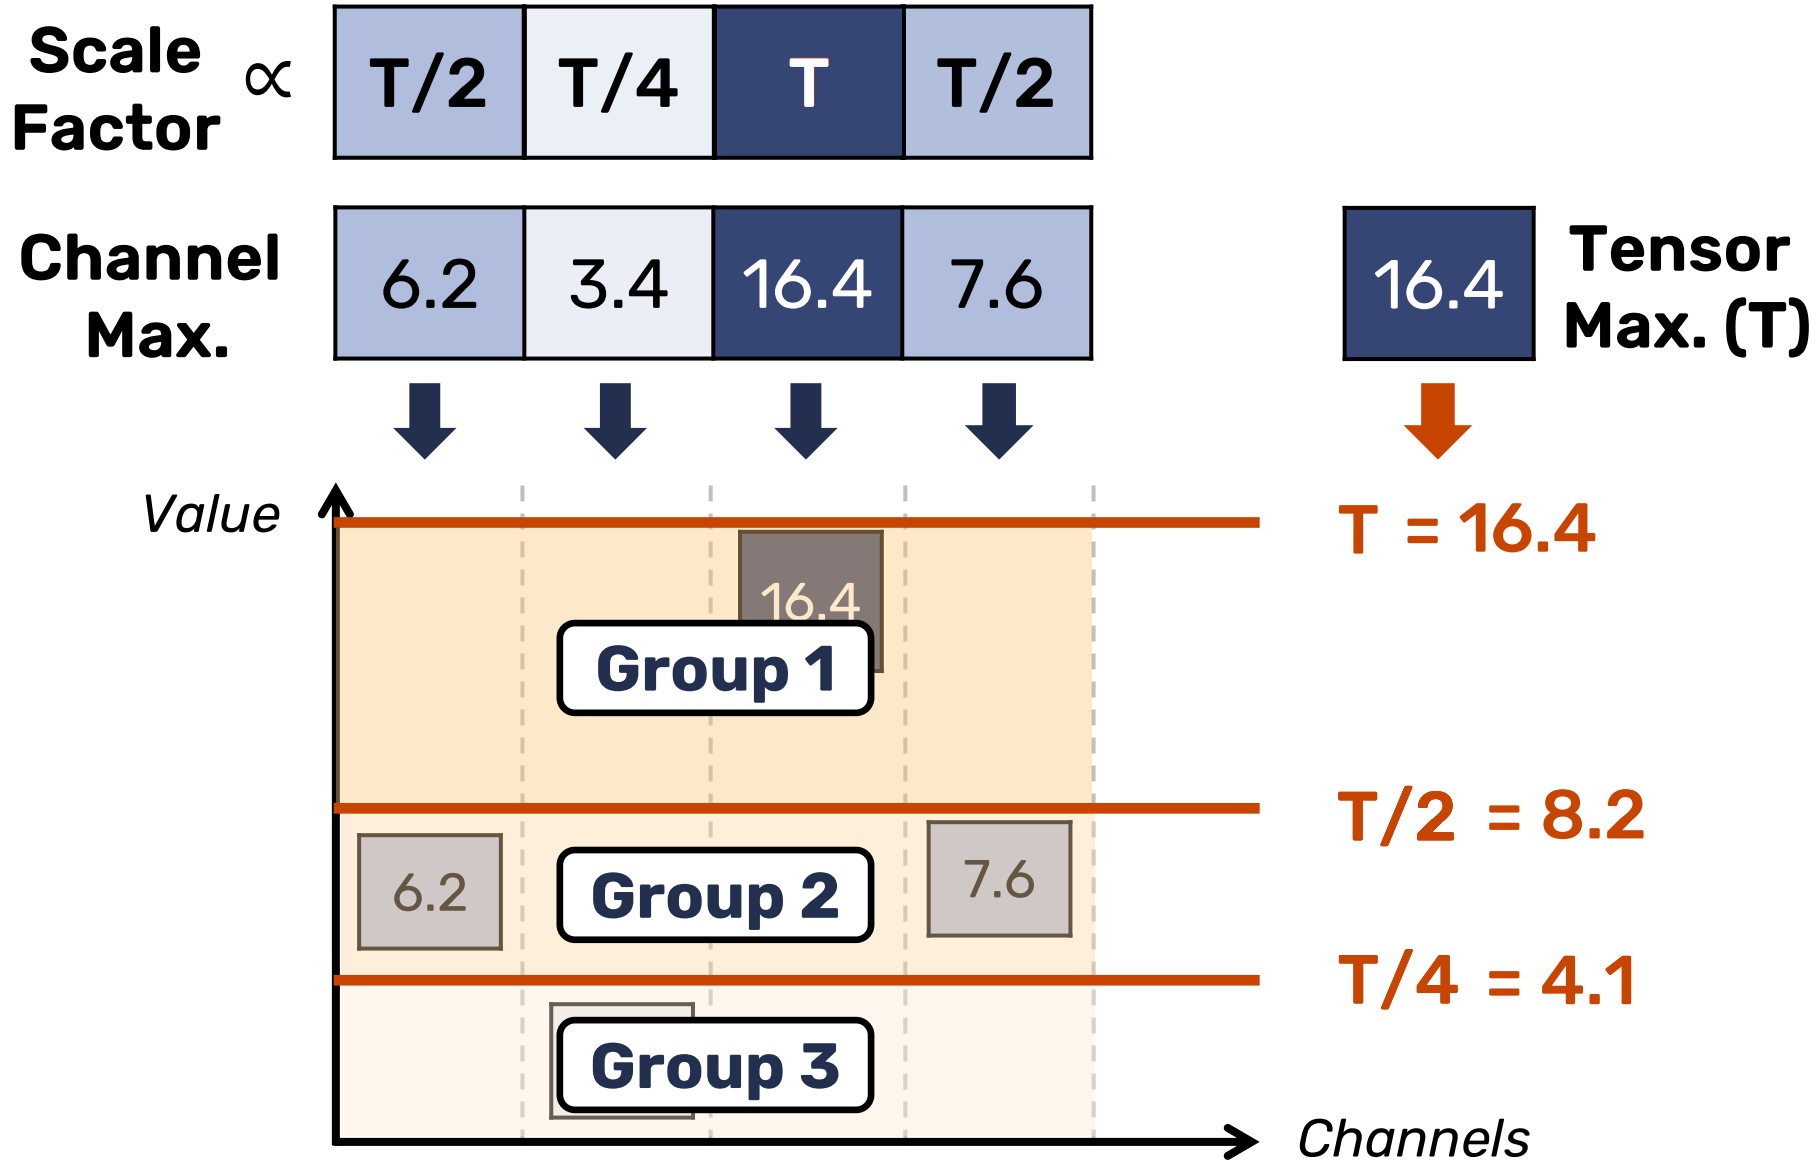 Scale
Factor ∝ T/2 T/4 T T/2
Channel
Max. 6.2 3.4 16.4 7.6
16.4 Tensor
Max. (T)
Value
T = 16.4
16.4
Group 1
T/2 = 8.2
6.2 Group 2 7.6
T/4 = 4.1
Group 3
Channels